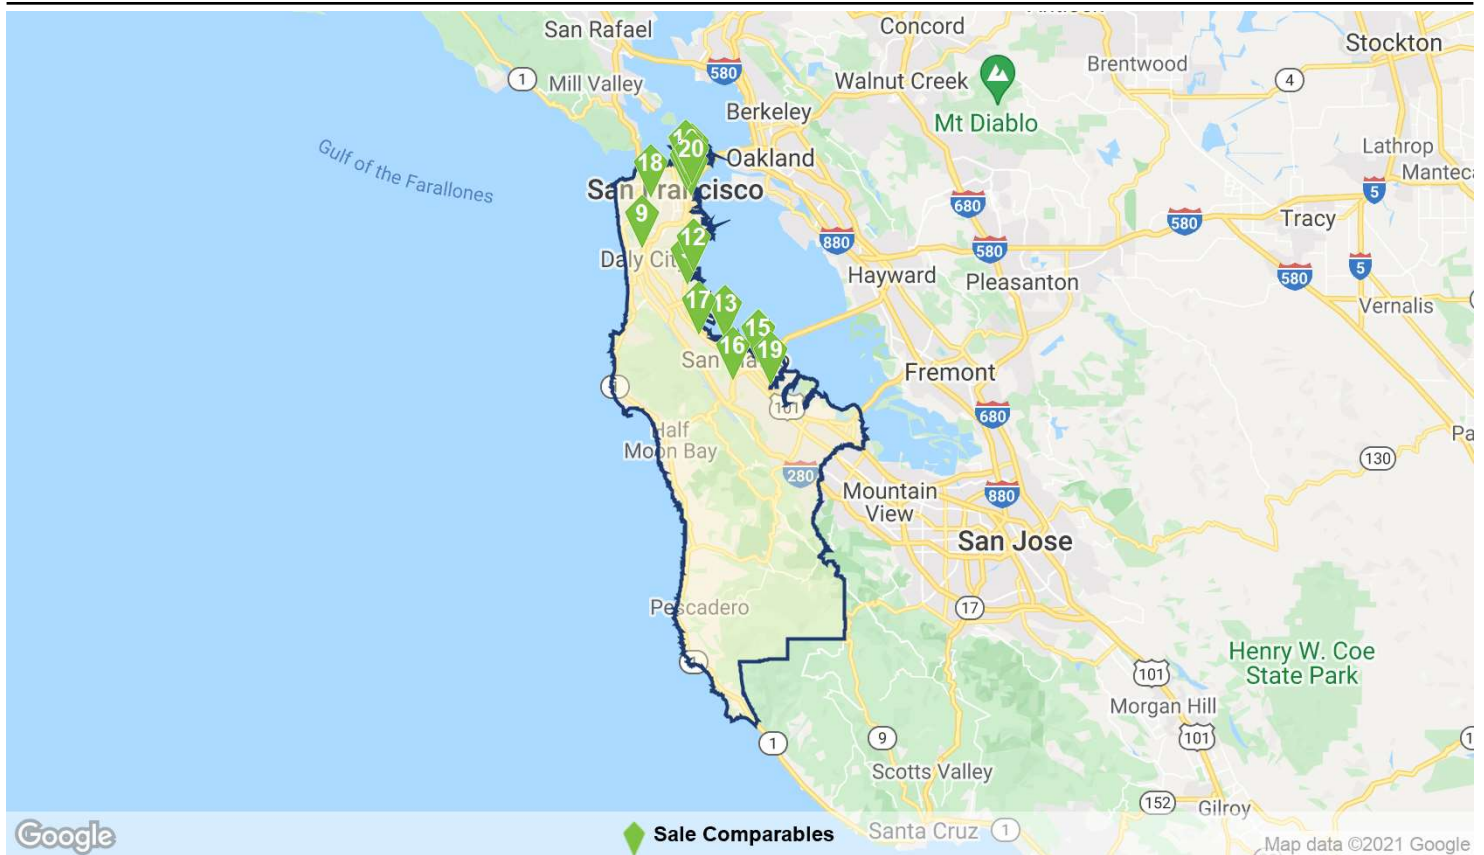 San Rafael
Concord
Stockton
1
Mill Valley
580
Walnut Creek
Brentwood
4
Berkeley
Mt Diablo
Gulf of the Farallones
18
20
Oakland
Lathrop
Manteca
San Francisco
9
680
5
Tracy
580
12
880
580
Daly City
Hayward
Pleasanton
580
5
Vernalis
17
13
15
16
19
San Mateo
Fremont
101
680
Half
Moon Bay
130
280
Mountain
View
880
San Jose
Pescadero
17
Henry W. Coe
State Park
101
Morgan Hill
1
9
101
Scotts Valley
152
Gilroy
Google
Sale Comparables
Santa Cruz
1
Map data ©2021 Google